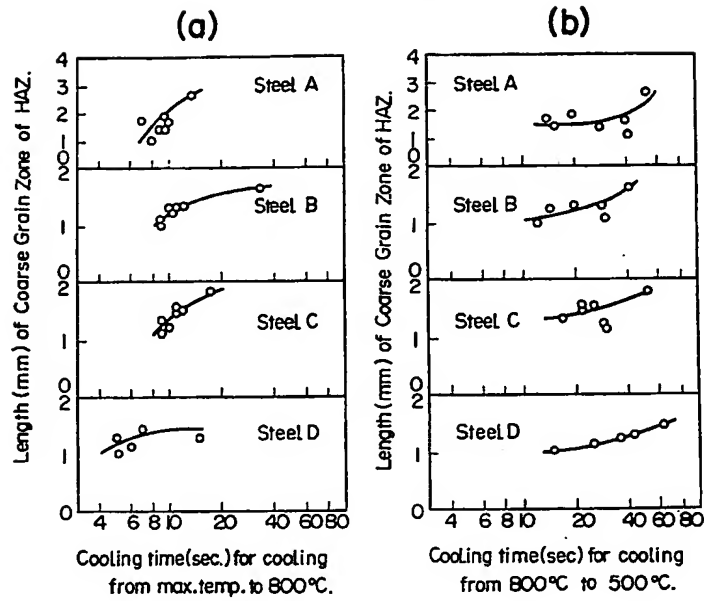 (a)
Length (mm) of Coarse Grain Zone of HAZ.
4
3
2
1
0
Steel A
2
1
0
Steel B
2
1
0
Steel C
2
1
0
Steel D
4 6 8 10 20 40 60 80
Cooling time(sec.) for cooling
from max.temp. to 800°C.
(b)
Length (mm) of Coarse Grain Zone of HAZ.
4
3
2
1
0
Steel A
2
1
0
Steel B
2
1
0
Steel C
2
1
0
Steel D
4 6 8 10 20 40 60 80
Cooling time(sec) for cooling
from 800°C to 500°C.